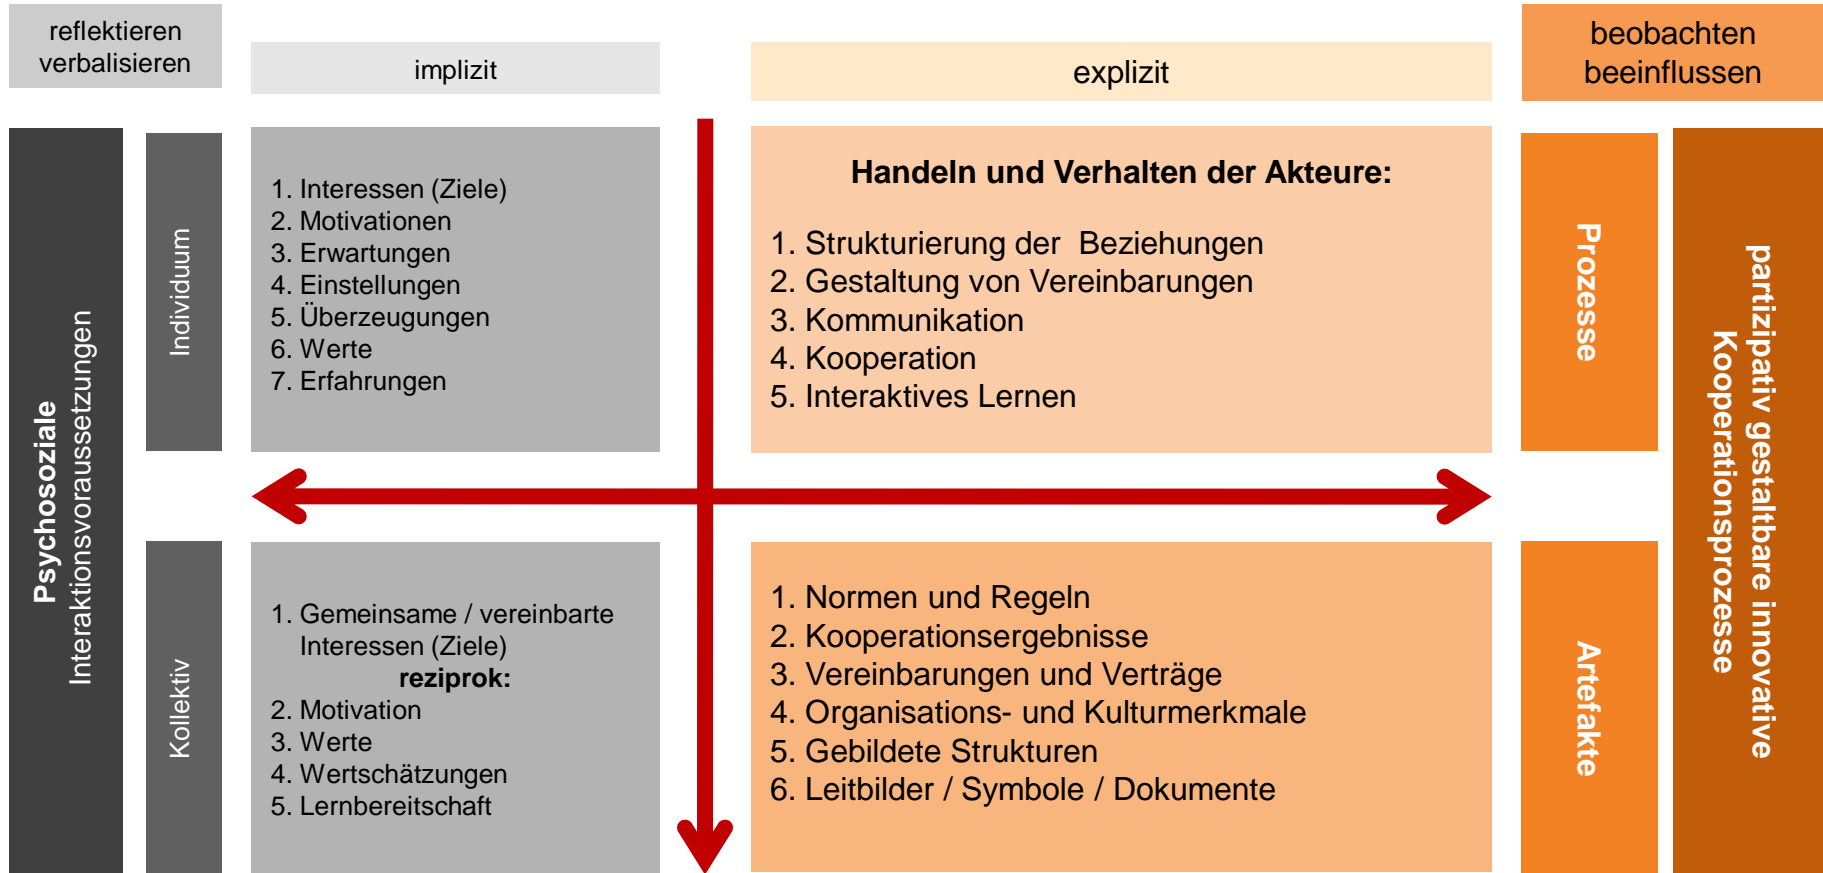 reflektieren
verbalisieren
implizit
explizit
beobachten
beeinflussen
Psychosoziale
Interaktionsvoraussetzungen
Individuum
1. Interessen (Ziele)
2. Motivationen
3. Erwartungen
4. Einstellungen
5. Überzeugungen
6. Werte
7. Erfahrungen
Handeln und Verhalten der Akteure:
1. Strukturierung der  Beziehungen
2. Gestaltung von Vereinbarungen
3. Kommunikation
4. Kooperation
5. Interaktives Lernen
Prozesse
partizipativ gestaltbare innovative
Kooperationsprozesse
Kollektiv
1. Gemeinsame / vereinbarte
Interessen (Ziele)
reziprok:
2. Motivation
3. Werte
4. Wertschätzungen
5. Lernbereitschaft
1. Normen und Regeln
2. Kooperationsergebnisse
3. Vereinbarungen und Verträge
4. Organisations- und Kulturmerkmale
5. Gebildete Strukturen
6. Leitbilder / Symbole / Dokumente
Artefakte